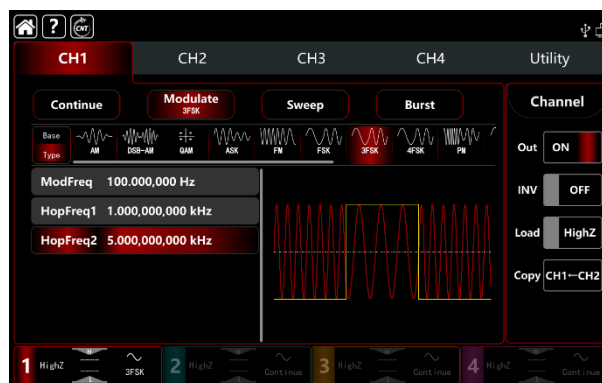 ? CNT
CH1 CH2 CH3 CH4 Utility
Continue Modulate Sweep Burst Channel
3FSK
Base
Type
AM DSB-AM QAM ASK FM FSK 3FSK 4FSK PM
Out ON
ModFreq 100.000,000 Hz
INV OFF
HopFreq1 1.000,000,000 kHz
HopFreq2 5.000,000,000 kHz
Load HighZ
Copy CH1←CH2
1 HighZ H L 3FSK 2 HighZ Continue 3 HighZ Continue 4 HighZ Continue